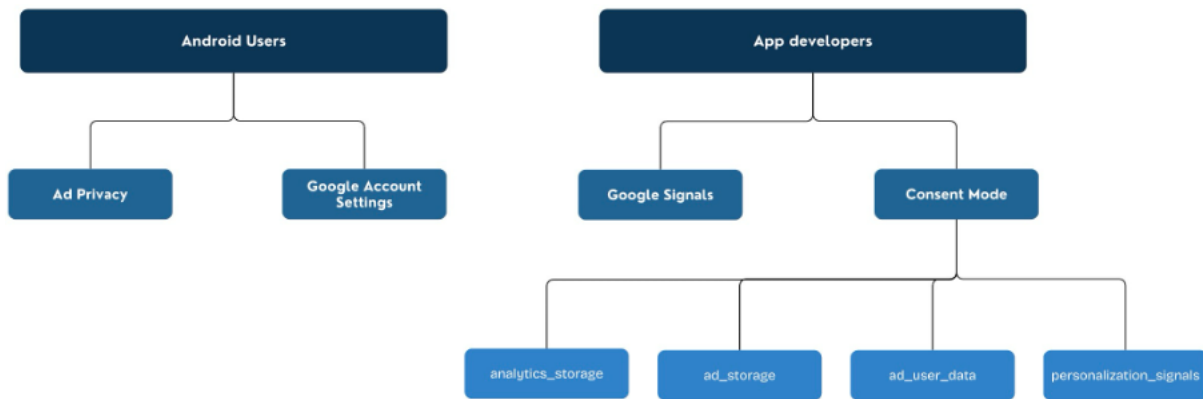 Android Users
App developers
Ad Privacy
Google Account
Settings
Google Signals
Consent Mode
analytics_storage
ad_storage
ad_user_data
personalization_signals